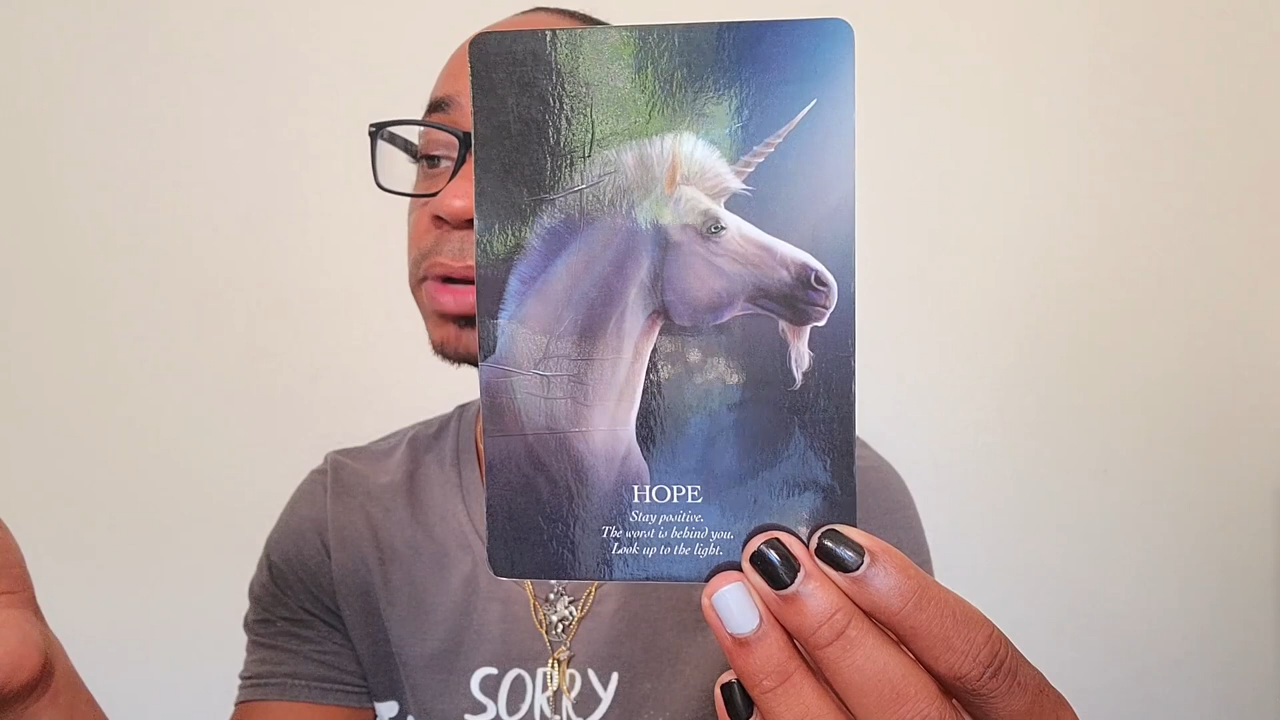 HOPE
Stay positive.
The worst is behind you.
Look up to the light.
SORRY